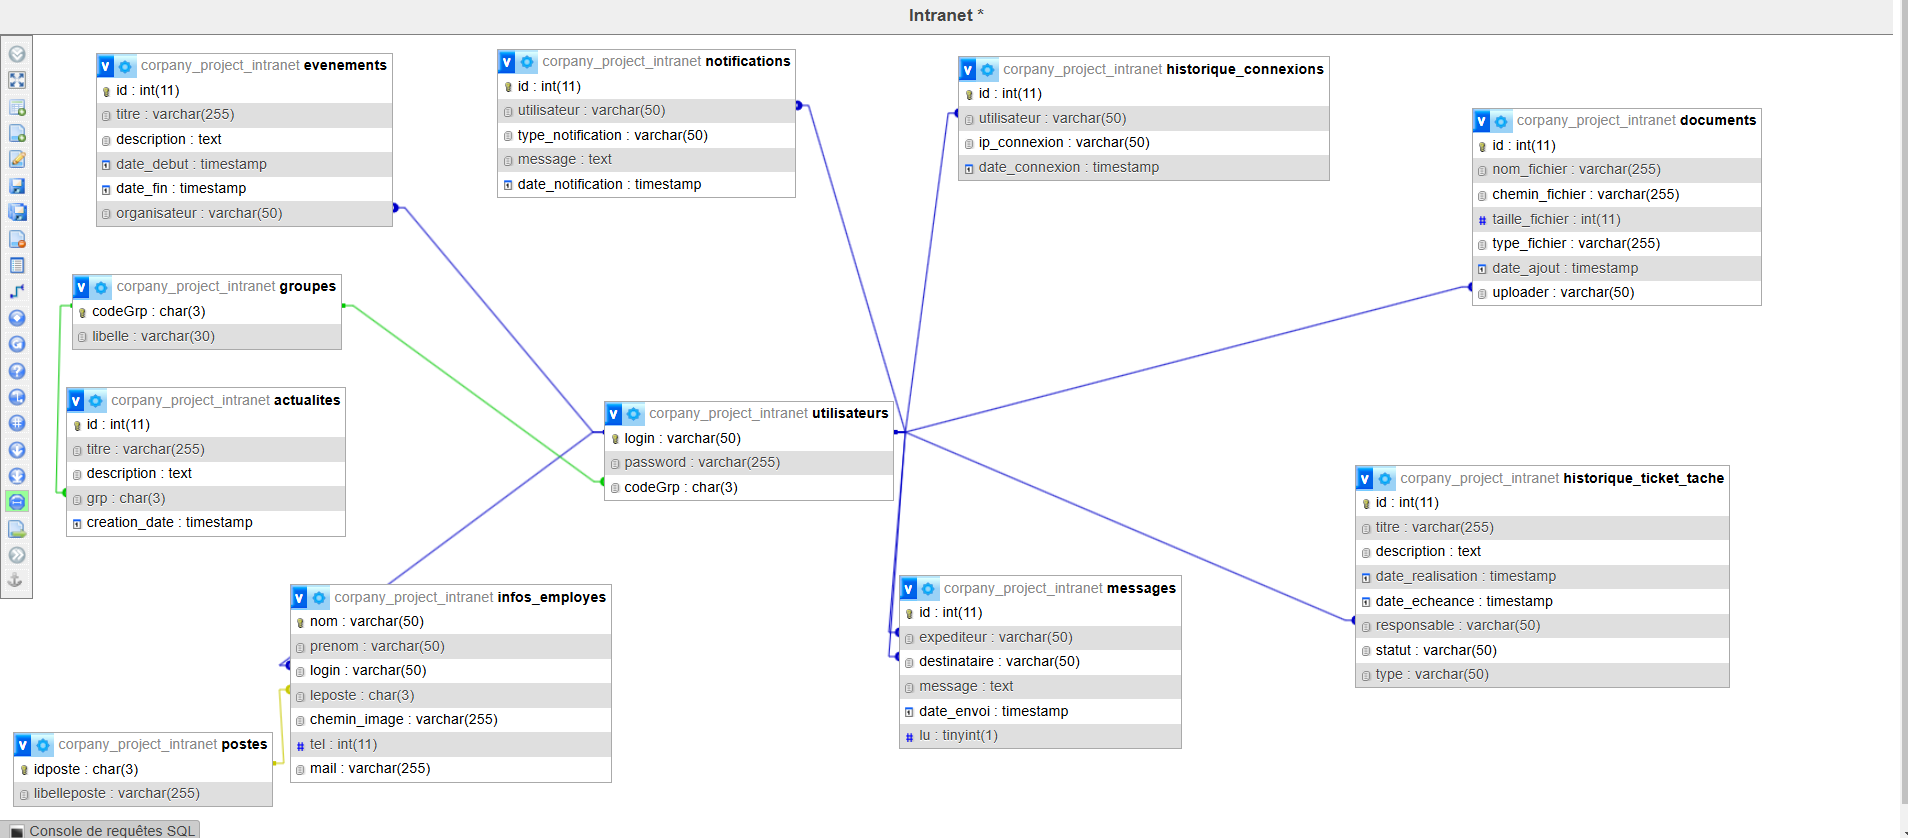 Intranet *
corpany_project_intranet evenements
id : int(11)
titre : varchar(255)
description : text
date_debut : timestamp
date_fin : timestamp
organisateur : varchar(50)
corpany_project_intranet notifications
id : int(11)
utilisateur : varchar(50)
type_notification : varchar(50)
message : text
date_notification : timestamp
corpany_project_intranet historique_connexions
id : int(11)
utilisateur : varchar(50)
ip_connexion : varchar(50)
date_connexion : timestamp
corpany_project_intranet documents
id : int(11)
nom_fichier : varchar(255)
chemin_fichier : varchar(255)
taille_fichier : int(11)
type_fichier : varchar(255)
date_ajout : timestamp
uploader : varchar(50)
corpany_project_intranet groupes
codeGrp : char(3)
libelle : varchar(30)
corpany_project_intranet actualites
id : int(11)
titre : varchar(255)
description : text
grp : char(3)
creation_date : timestamp
corpany_project_intranet utilisateurs
login : varchar(50)
password : varchar(255)
codeGrp : char(3)
corpany_project_intranet historique_ticket_tache
id : int(11)
titre : varchar(255)
description : text
date_realisation : timestamp
date_echeance : timestamp
responsable : varchar(50)
statut : varchar(50)
type : varchar(50)
corpany_project_intranet infos_employes
nom : varchar(50)
prenom : varchar(50)
login : varchar(50)
leposte : char(3)
chemin_image : varchar(255)
tel : int(11)
mail : varchar(255)
corpany_project_intranet messages
id : int(11)
expediteur : varchar(50)
destinataire : varchar(50)
message : text
date_envoi : timestamp
lu : tinyint(1)
corpany_project_intranet postes
idposte : char(3)
libelleposte : varchar(255)
Console de requêtes SQL